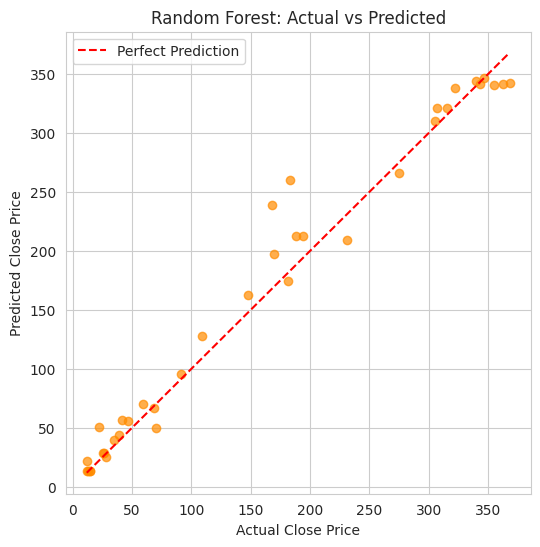 Random Forest: Actual vs Predicted
Perfect Prediction
Predicted Close Price
350
300
250
200
150
100
50
0
0 50 100 150 200 250 300 350
Actual Close Price